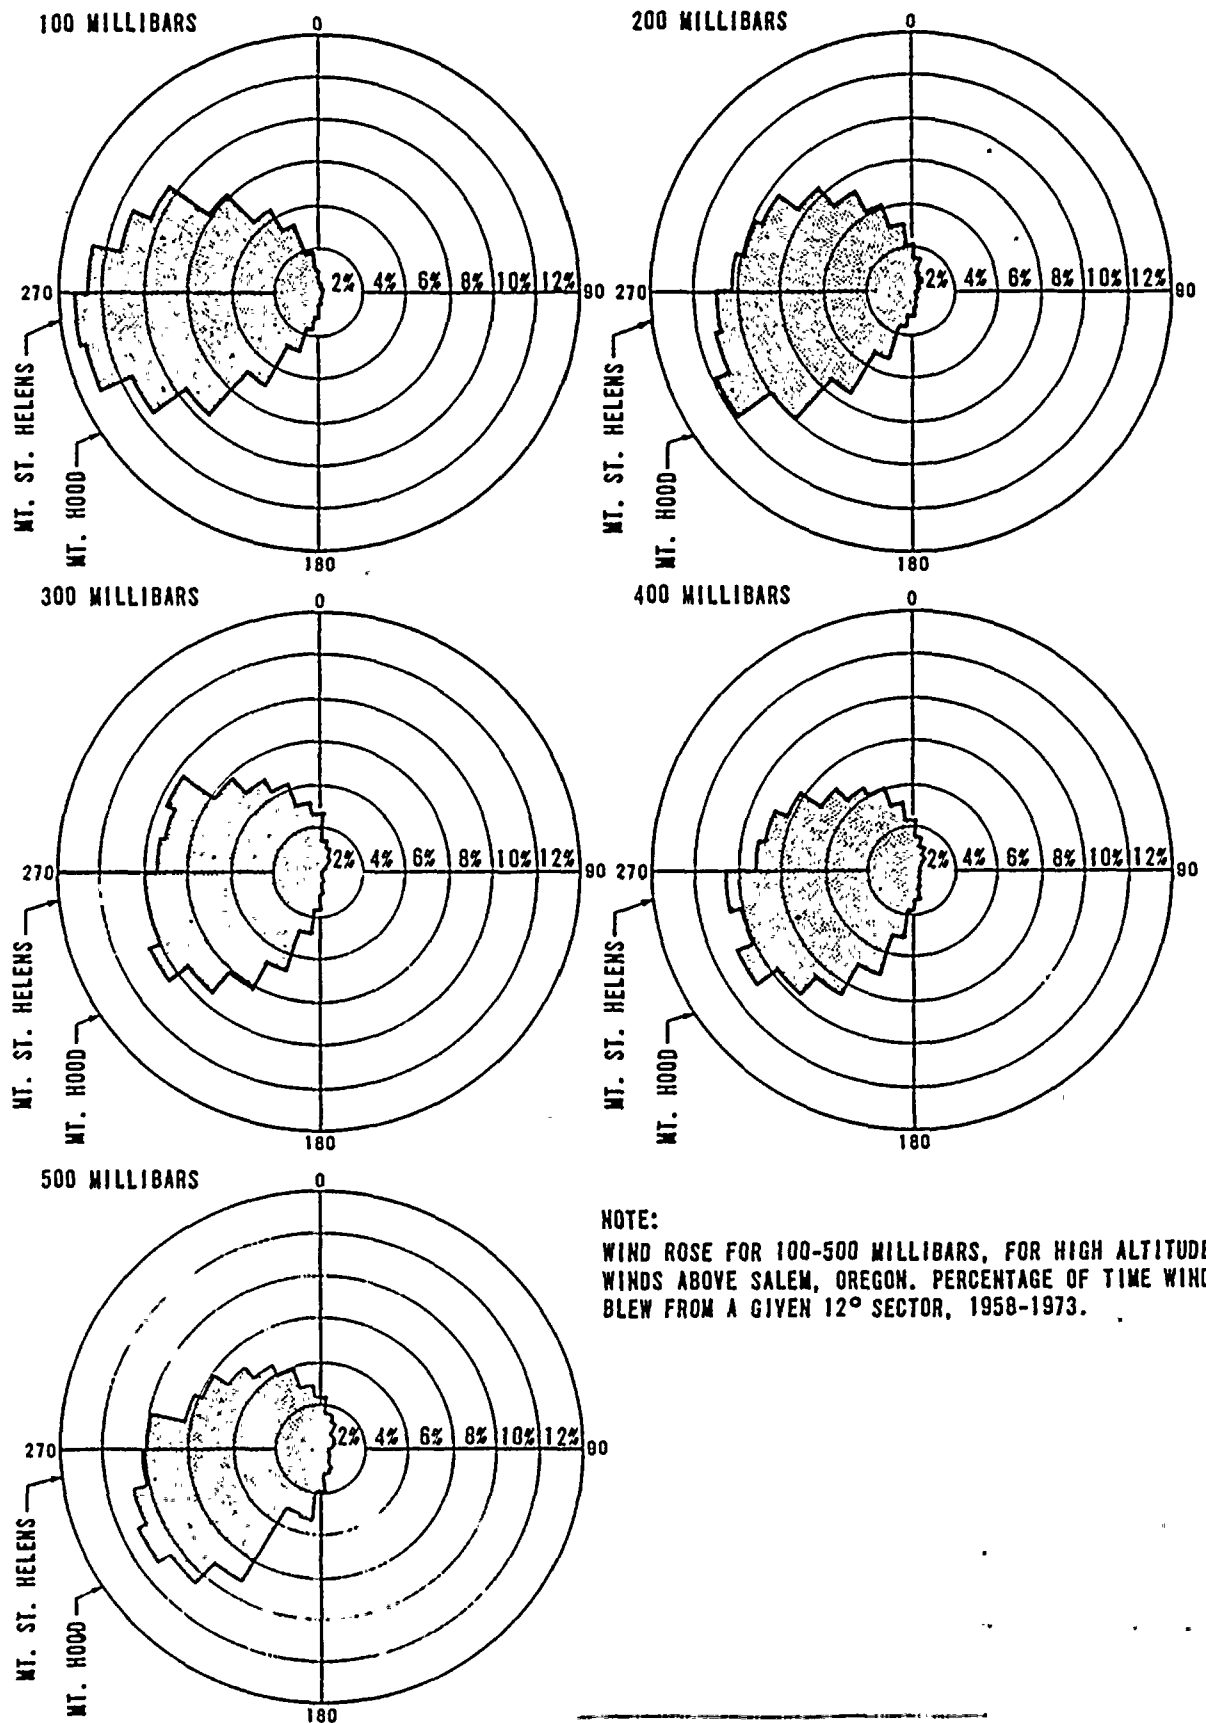 100 MILLIBARS
0
2% 4% 6% 8% 10% 12%
270
90
180
MT. ST. HELENS
MT. HOOD
200 MILLIBARS
0
2% 4% 6% 8% 10% 12%
270
90
180
MT. ST. HELENS
MT. HOOD
300 MILLIBARS
0
2% 4% 6% 8% 10% 12%
270
90
180
MT. ST. HELENS
MT. HOOD
400 MILLIBARS
0
2% 4% 6% 8% 10% 12%
270
90
180
MT. ST. HELENS
MT. HOOD
500 MILLIBARS
0
2% 4% 6% 8% 10% 12%
270
90
180
MT. ST. HELENS
MT. HOOD
NOTE:
WIND ROSE FOR 100-500 MILLIBARS, FOR HIGH ALTITUDE
WINDS ABOVE SALEM, OREGON. PERCENTAGE OF TIME WIND
BLEW FROM A GIVEN 12° SECTOR, 1958-1973.